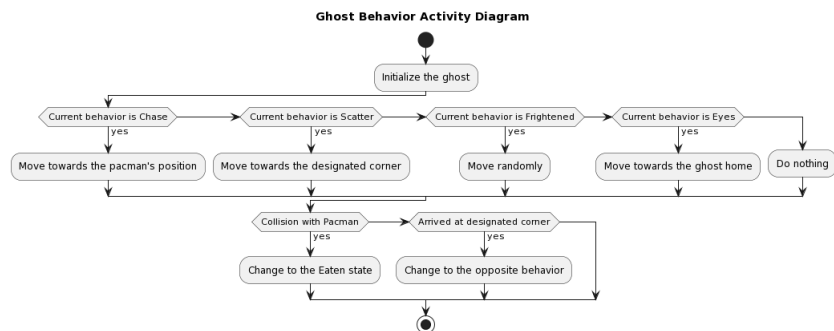 Ghost Behavior Activity Diagram
Initialize the ghost
Current behavior is Chase
Current behavior is Scatter
Current behavior is Frightened
Current behavior is Eyes
yes
yes
yes
yes
Move towards the pacman's position
Move towards the designated corner
Move randomly
Move towards the ghost home
Do nothing
Collision with Pacman
Arrived at designated corner
yes
yes
Change to the Eaten state
Change to the opposite behavior